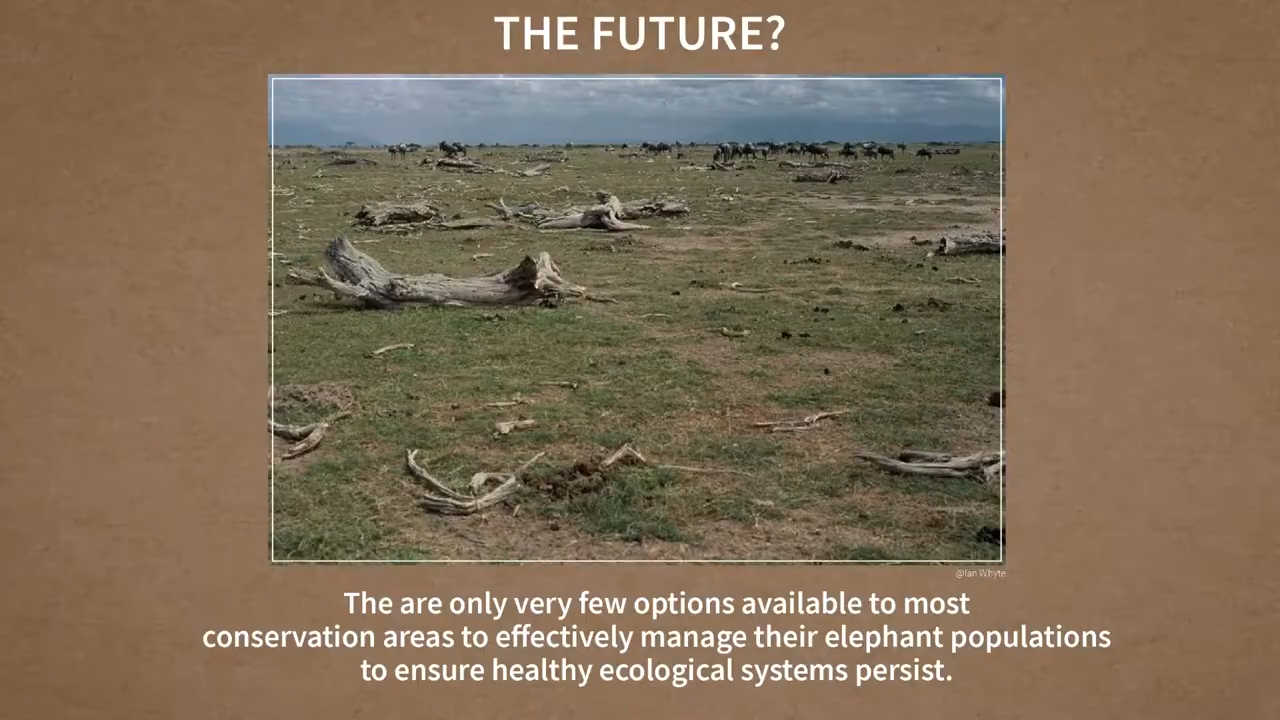 THE FUTURE?
@Ian Whyte
The are only very few options available to most
conservation areas to effectively manage their elephant populations
to ensure healthy ecological systems persist.